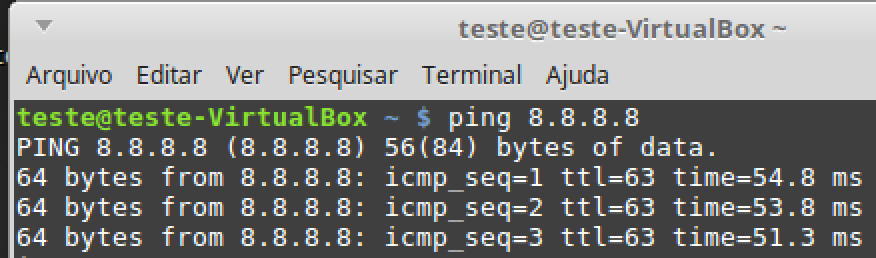 teste@teste-VirtualBox ~
Arquivo Editar Ver Pesquisar Terminal Ajuda
teste@teste-VirtualBox ~ $ ping 8.8.8.8
PING 8.8.8.8 (8.8.8.8) 56(84) bytes of data.
64 bytes from 8.8.8.8: icmp_seq=1 ttl=63 time=54.8 ms
64 bytes from 8.8.8.8: icmp_seq=2 ttl=63 time=53.8 ms
64 bytes from 8.8.8.8: icmp_seq=3 ttl=63 time=51.3 ms